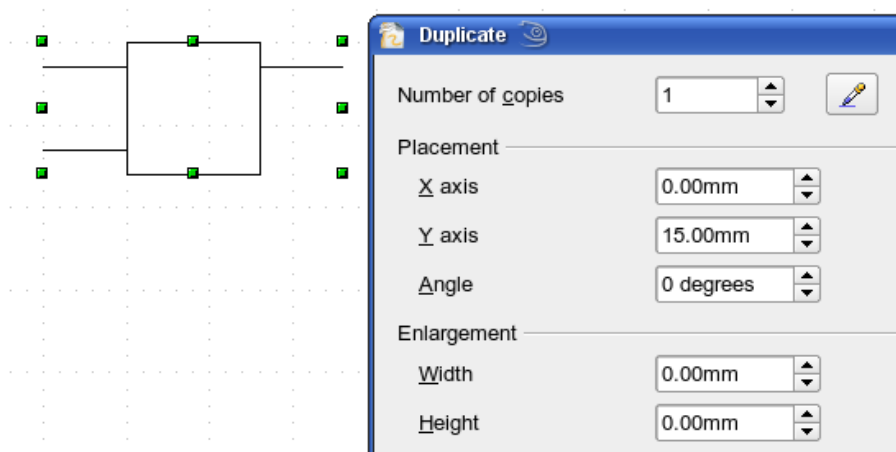 Duplicate
Number of copies 1
Placement
X axis 0.00mm
Y axis 15.00mm
Angle 0 degrees
Enlargement
Width 0.00mm
Height 0.00mm